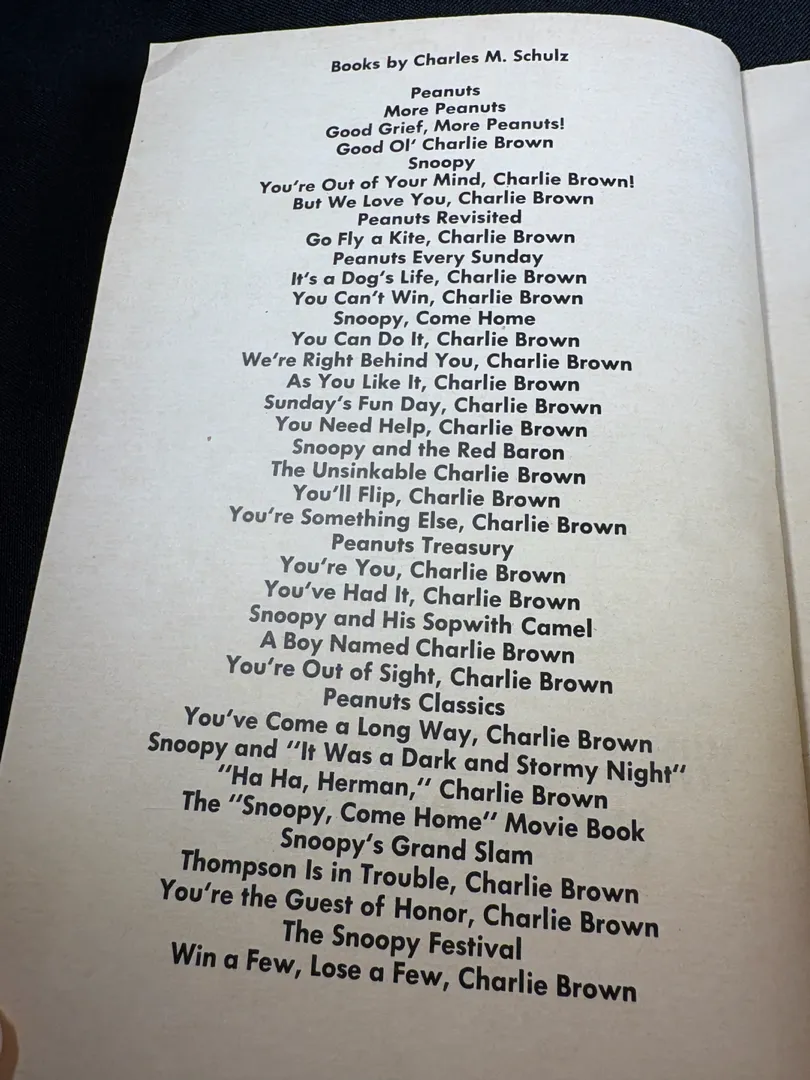 Books by Charles M. Schulz
Peanuts
More Peanuts
Good Grief, More Peanuts!
Good Ol' Charlie Brown
Snoopy
You're Out of Your Mind, Charlie Brown!
But We Love You, Charlie Brown
Peanuts Revisited
Go Fly a Kite, Charlie Brown
Peanuts Every Sunday
It's a Dog's Life, Charlie Brown
You Can't Win, Charlie Brown
Snoopy, Come Home
You Can Do It, Charlie Brown
We're Right Behind You, Charlie Brown
As You Like It, Charlie Brown
Sunday's Fun Day, Charlie Brown
You Need Help, Charlie Brown
Snoopy and the Red Baron
The Unsinkable Charlie Brown
You'll Flip, Charlie Brown
You're Something Else, Charlie Brown
Peanuts Treasury
You're You, Charlie Brown
You've Had It, Charlie Brown
Snoopy and His Sopwith Camel
A Boy Named Charlie Brown
You're Out of Sight, Charlie Brown
Peanuts Classics
You've Come a Long Way, Charlie Brown
Snoopy and "It Was a Dark and Stormy Night"
"Ha Ha, Herman," Charlie Brown
The "Snoopy, Come Home" Movie Book
Snoopy's Grand Slam
Thompson Is in Trouble, Charlie Brown
You're the Guest of Honor, Charlie Brown
The Snoopy Festival
Win a Few, Lose a Few, Charlie Brown